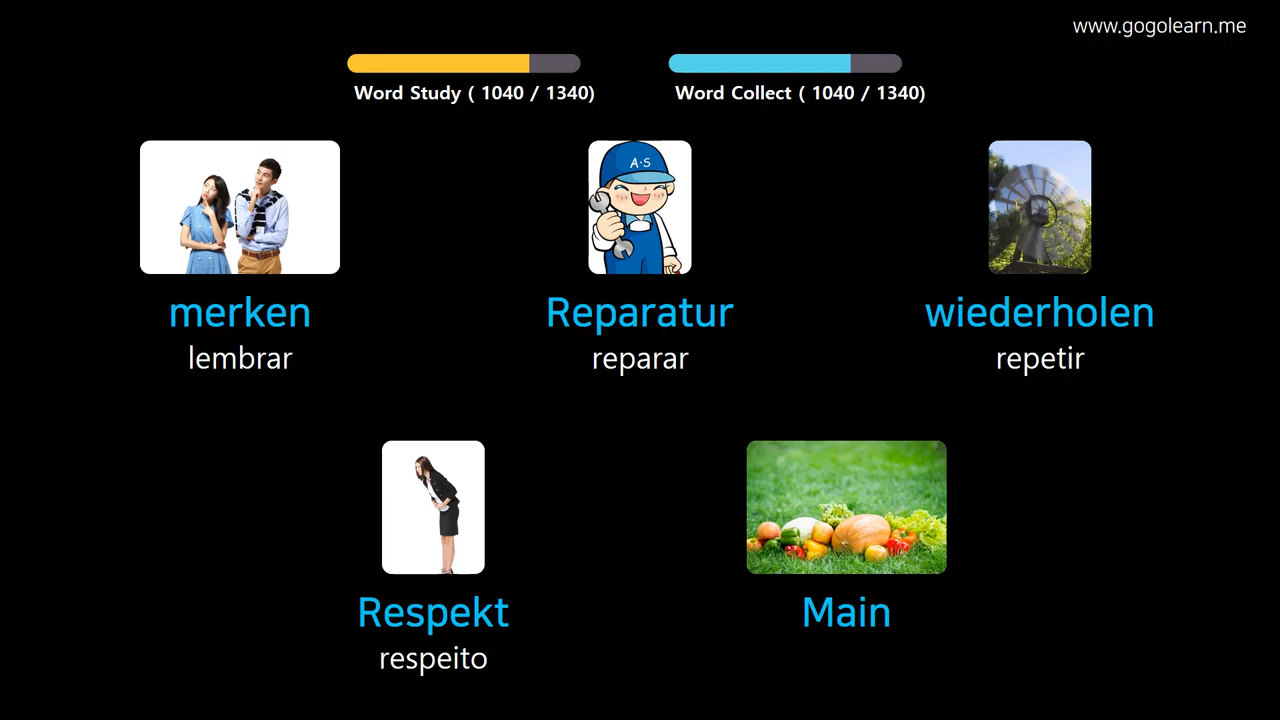 www.gogolearn.me
Word Study ( 1040 / 1340)
Word Collect ( 1040 / 1340)
A·S
merken
lembrar
Reparatur
reparar
wiederholen
repetir
Respekt
respeito
Main